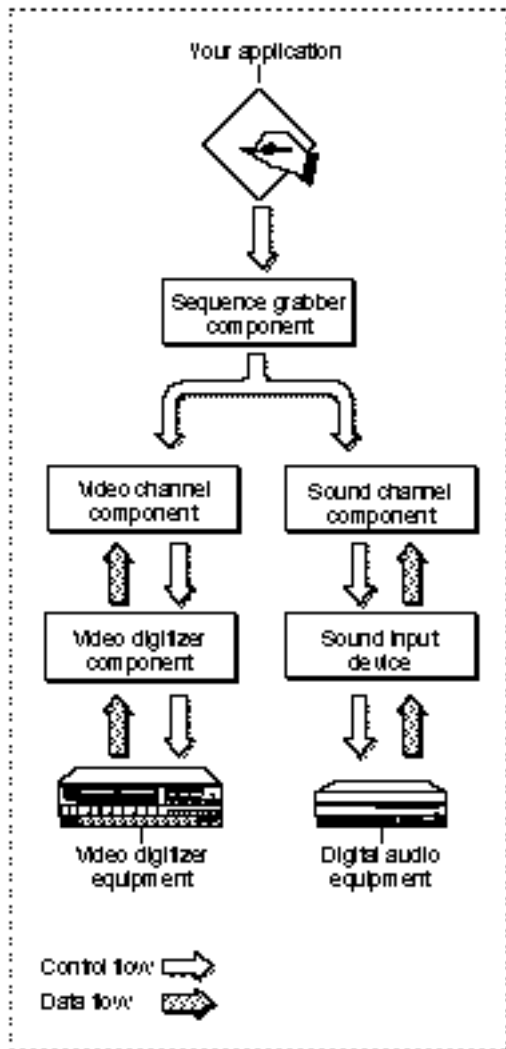 Your application
Sequence grabber
component
Video channel
component
Sound channel
component
Video digitizer
component
Sound input
device
Video digitizer
equipment
Digital audio
equipment
Control flow
Data flow